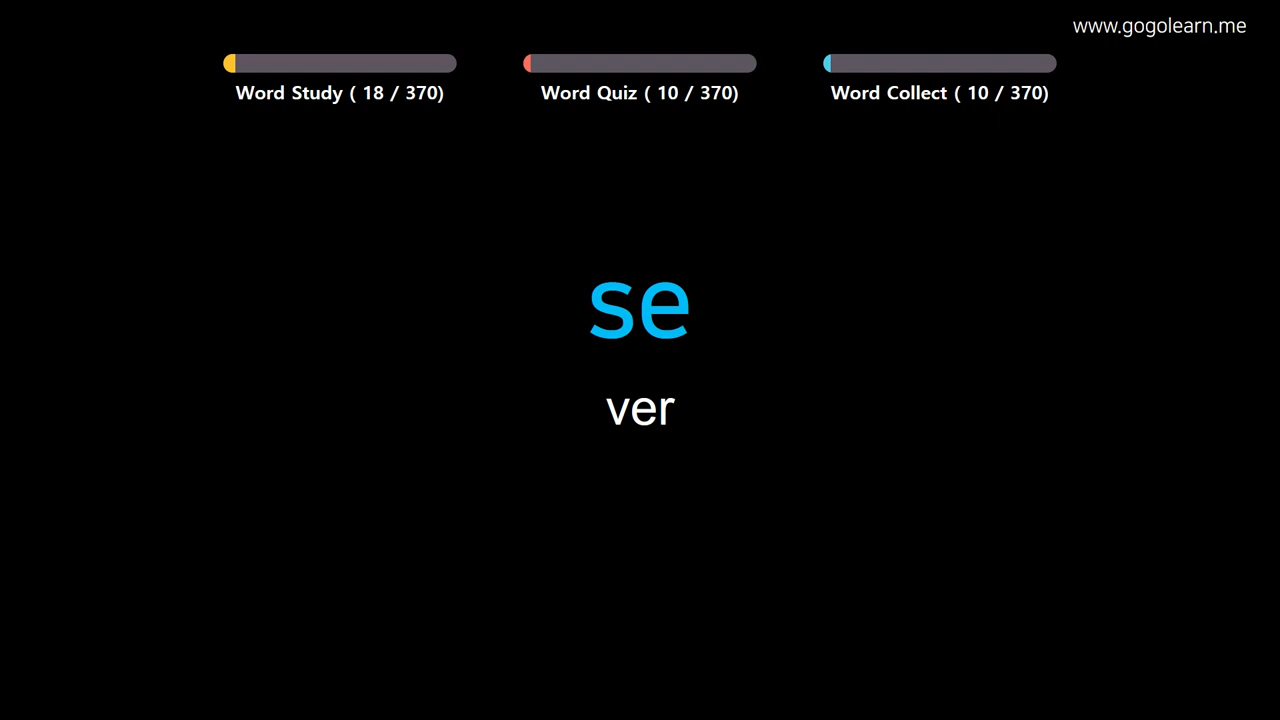 www.gogolearn.me
Word Study ( 18 / 370)
Word Quiz ( 10 / 370)
Word Collect ( 10 / 370)
se
ver